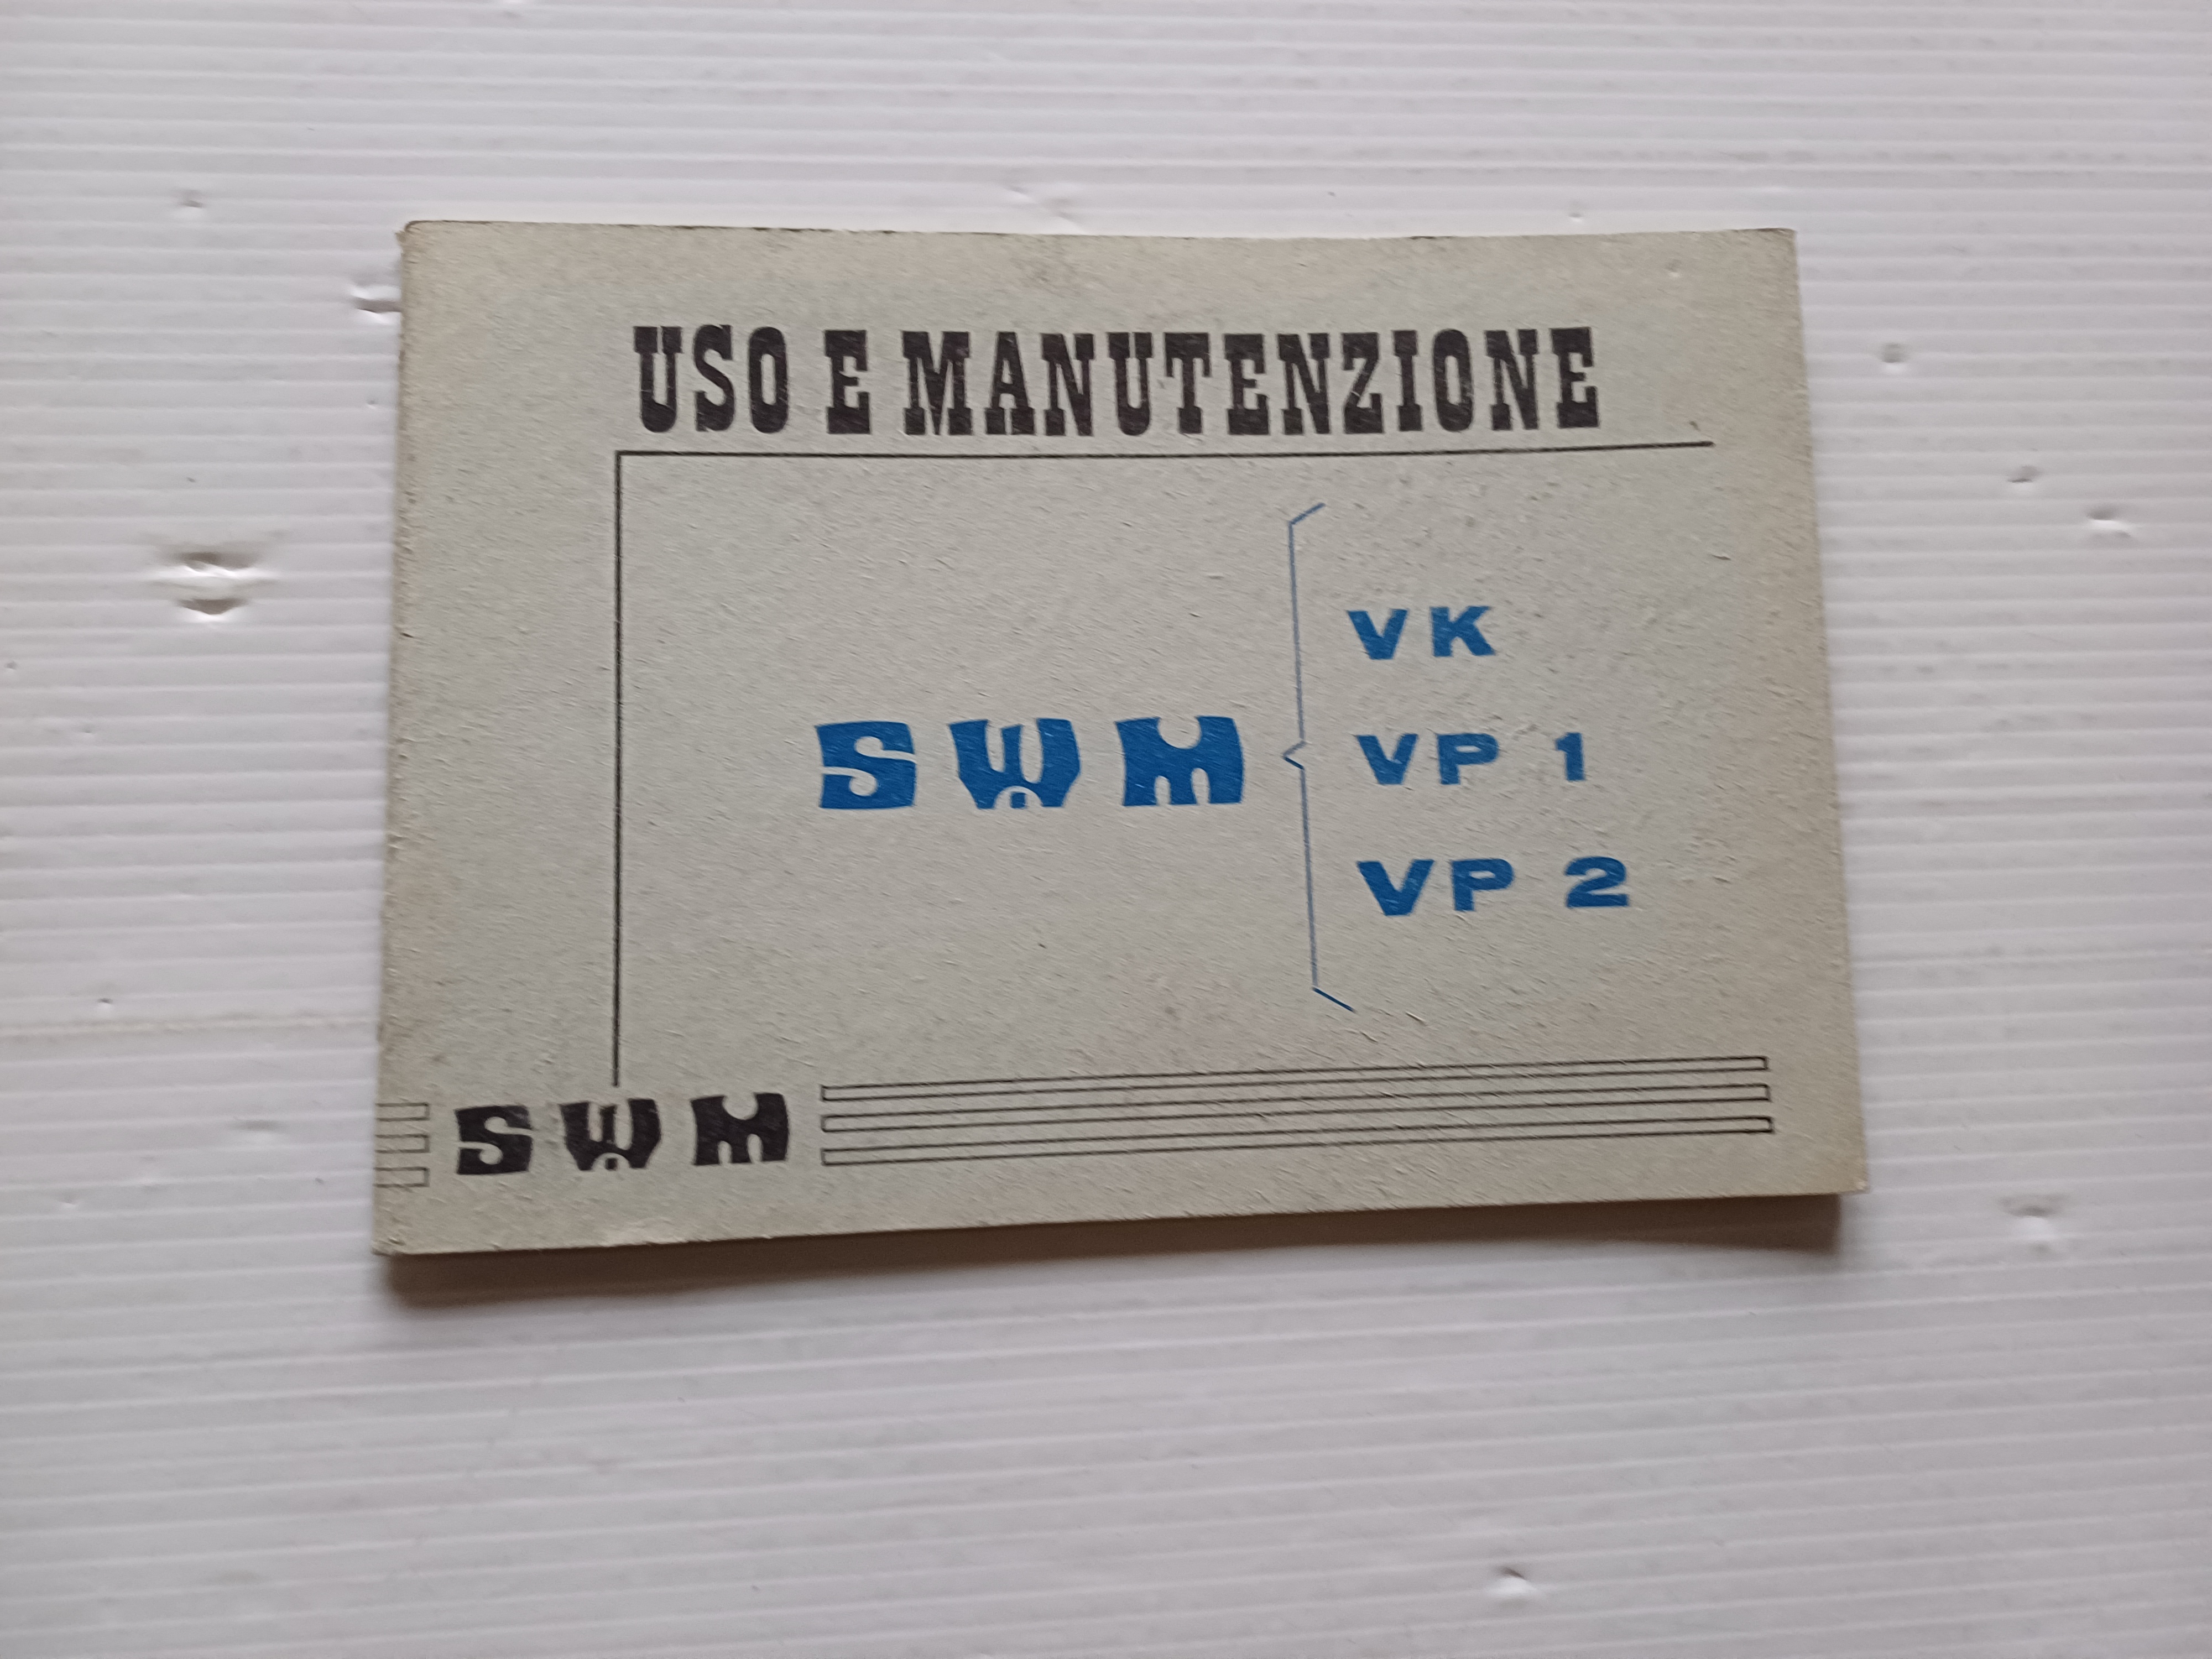 USO E MANUTENZIONE
VK
SWM
VP 1
VP 2
SWM